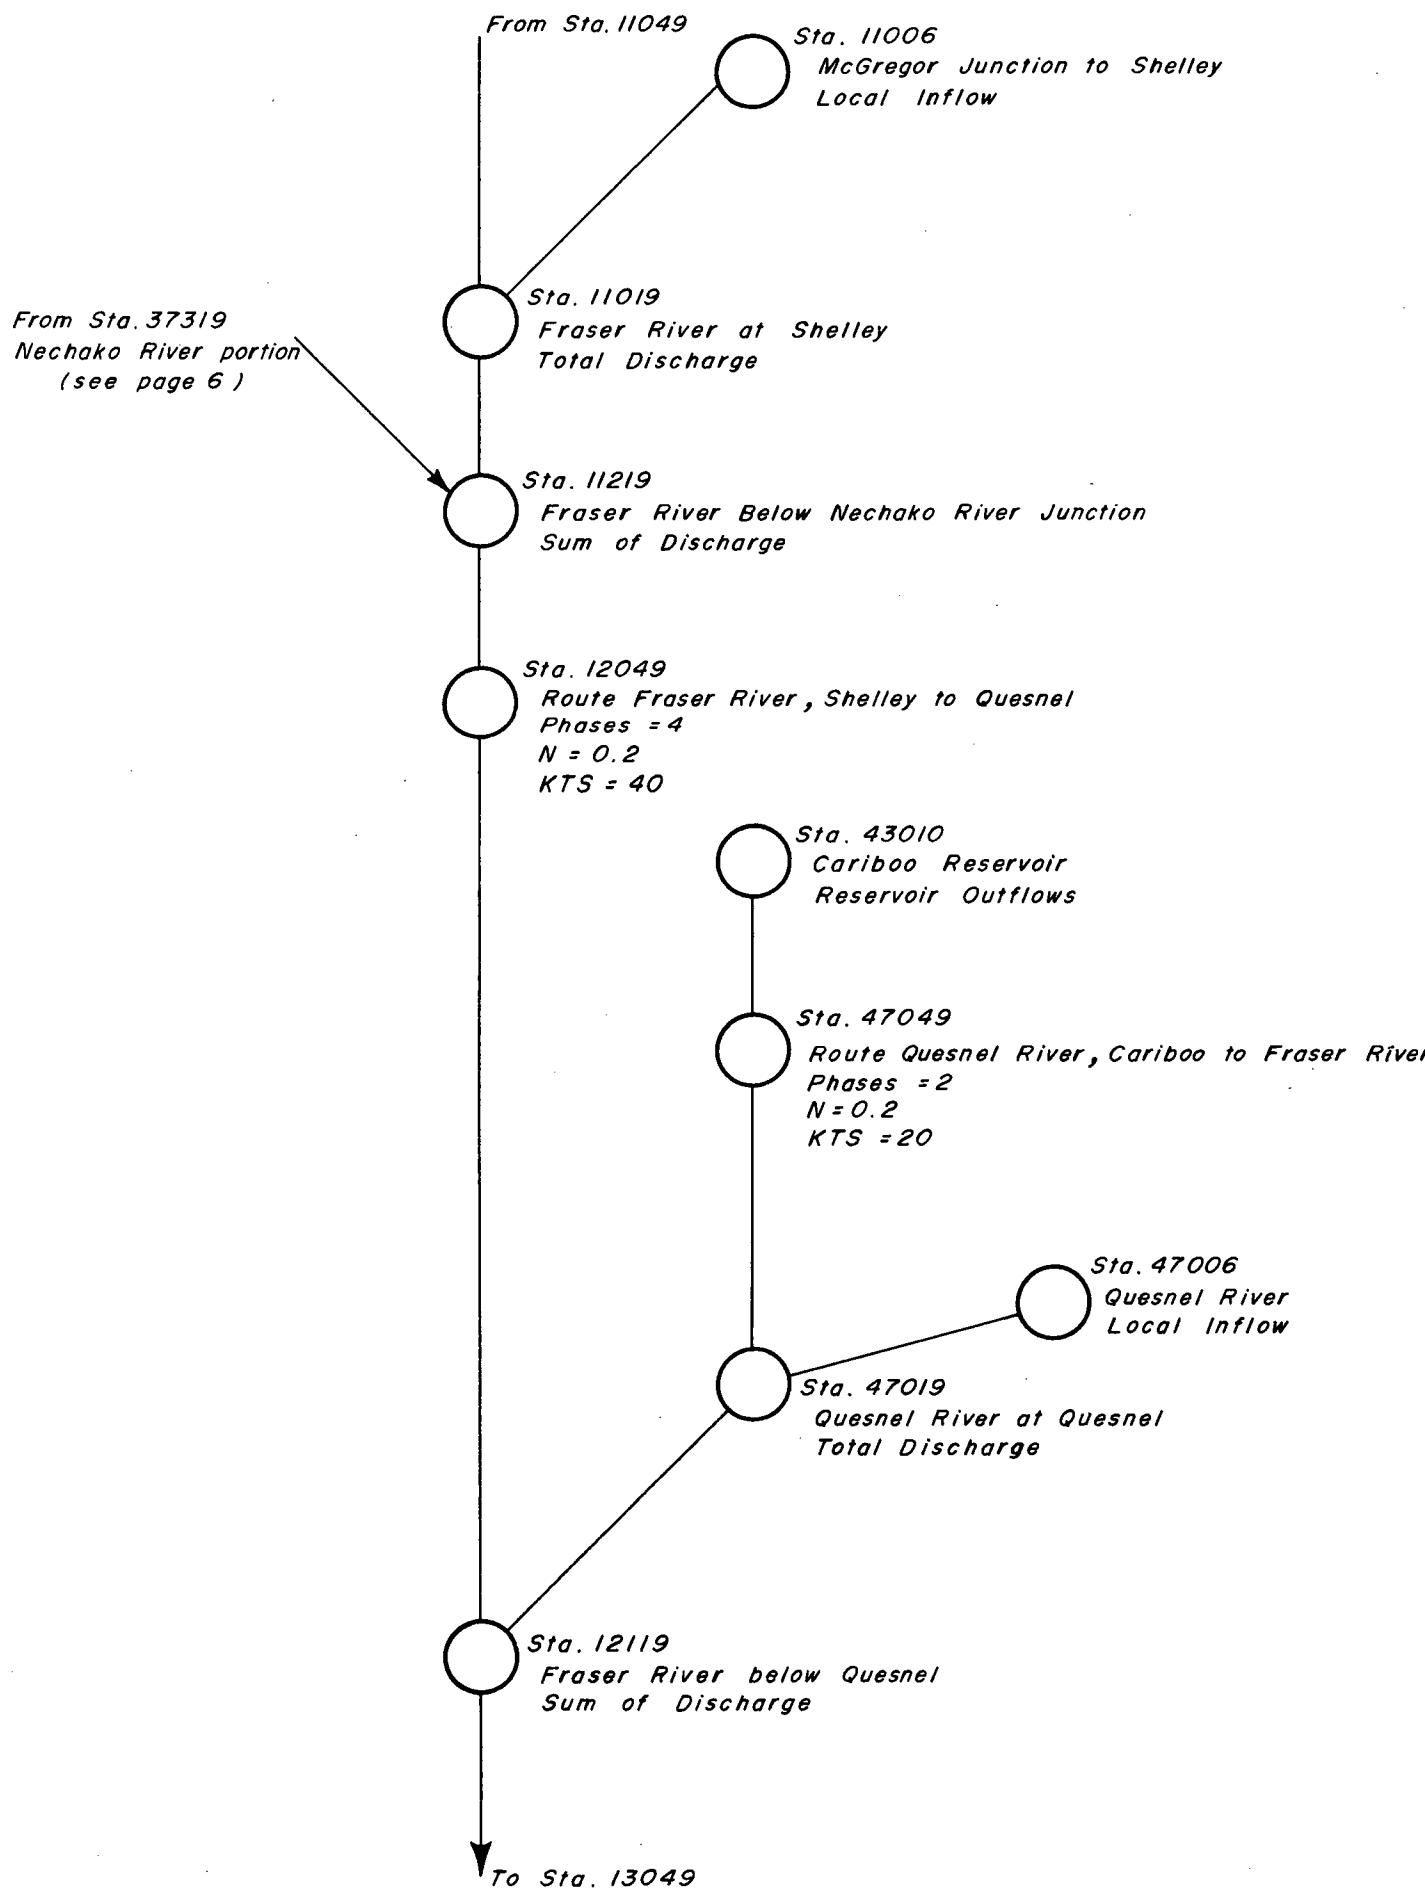 From Sta. 11049
Sta. 11006
McGregor Junction to Shelley
Local Inflow
Sta. 11019
Fraser River at Shelley
Total Discharge
From Sta. 37319
Nechako River portion
(see page 6)
Sta. 11219
Fraser River Below Nechako River Junction
Sum of Discharge
Sta. 12049
Route Fraser River, Shelley to Quesnel
Phases = 4
N = 0.2
KTS = 40
Sta. 43010
Cariboo Reservoir
Reservoir Outflows
Sta. 47049
Route Quesnel River, Cariboo to Fraser River
Phases = 2
N = 0.2
KTS = 20
Sta. 47006
Quesnel River
Local Inflow
Sta. 47019
Quesnel River at Quesnel
Total Discharge
Sta. 12119
Fraser River below Quesnel
Sum of Discharge
To Sta. 13049